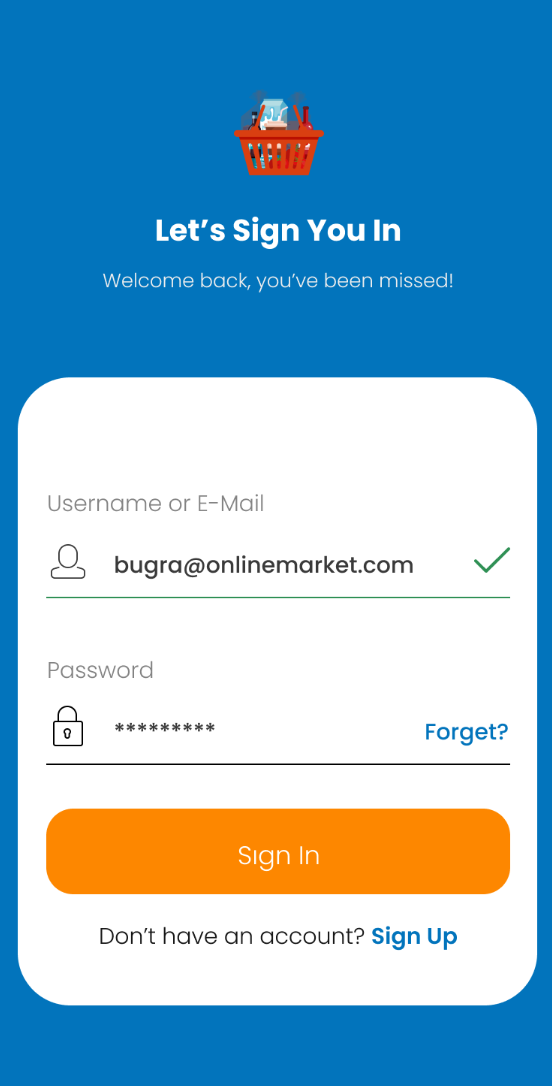 Let’s Sign You In
Welcome back, you’ve been missed!
Username or E-Mail
bugra@onlinemarket.com
Password
*********
Forget?
Sıgn In
Don’t have an account? Sign Up